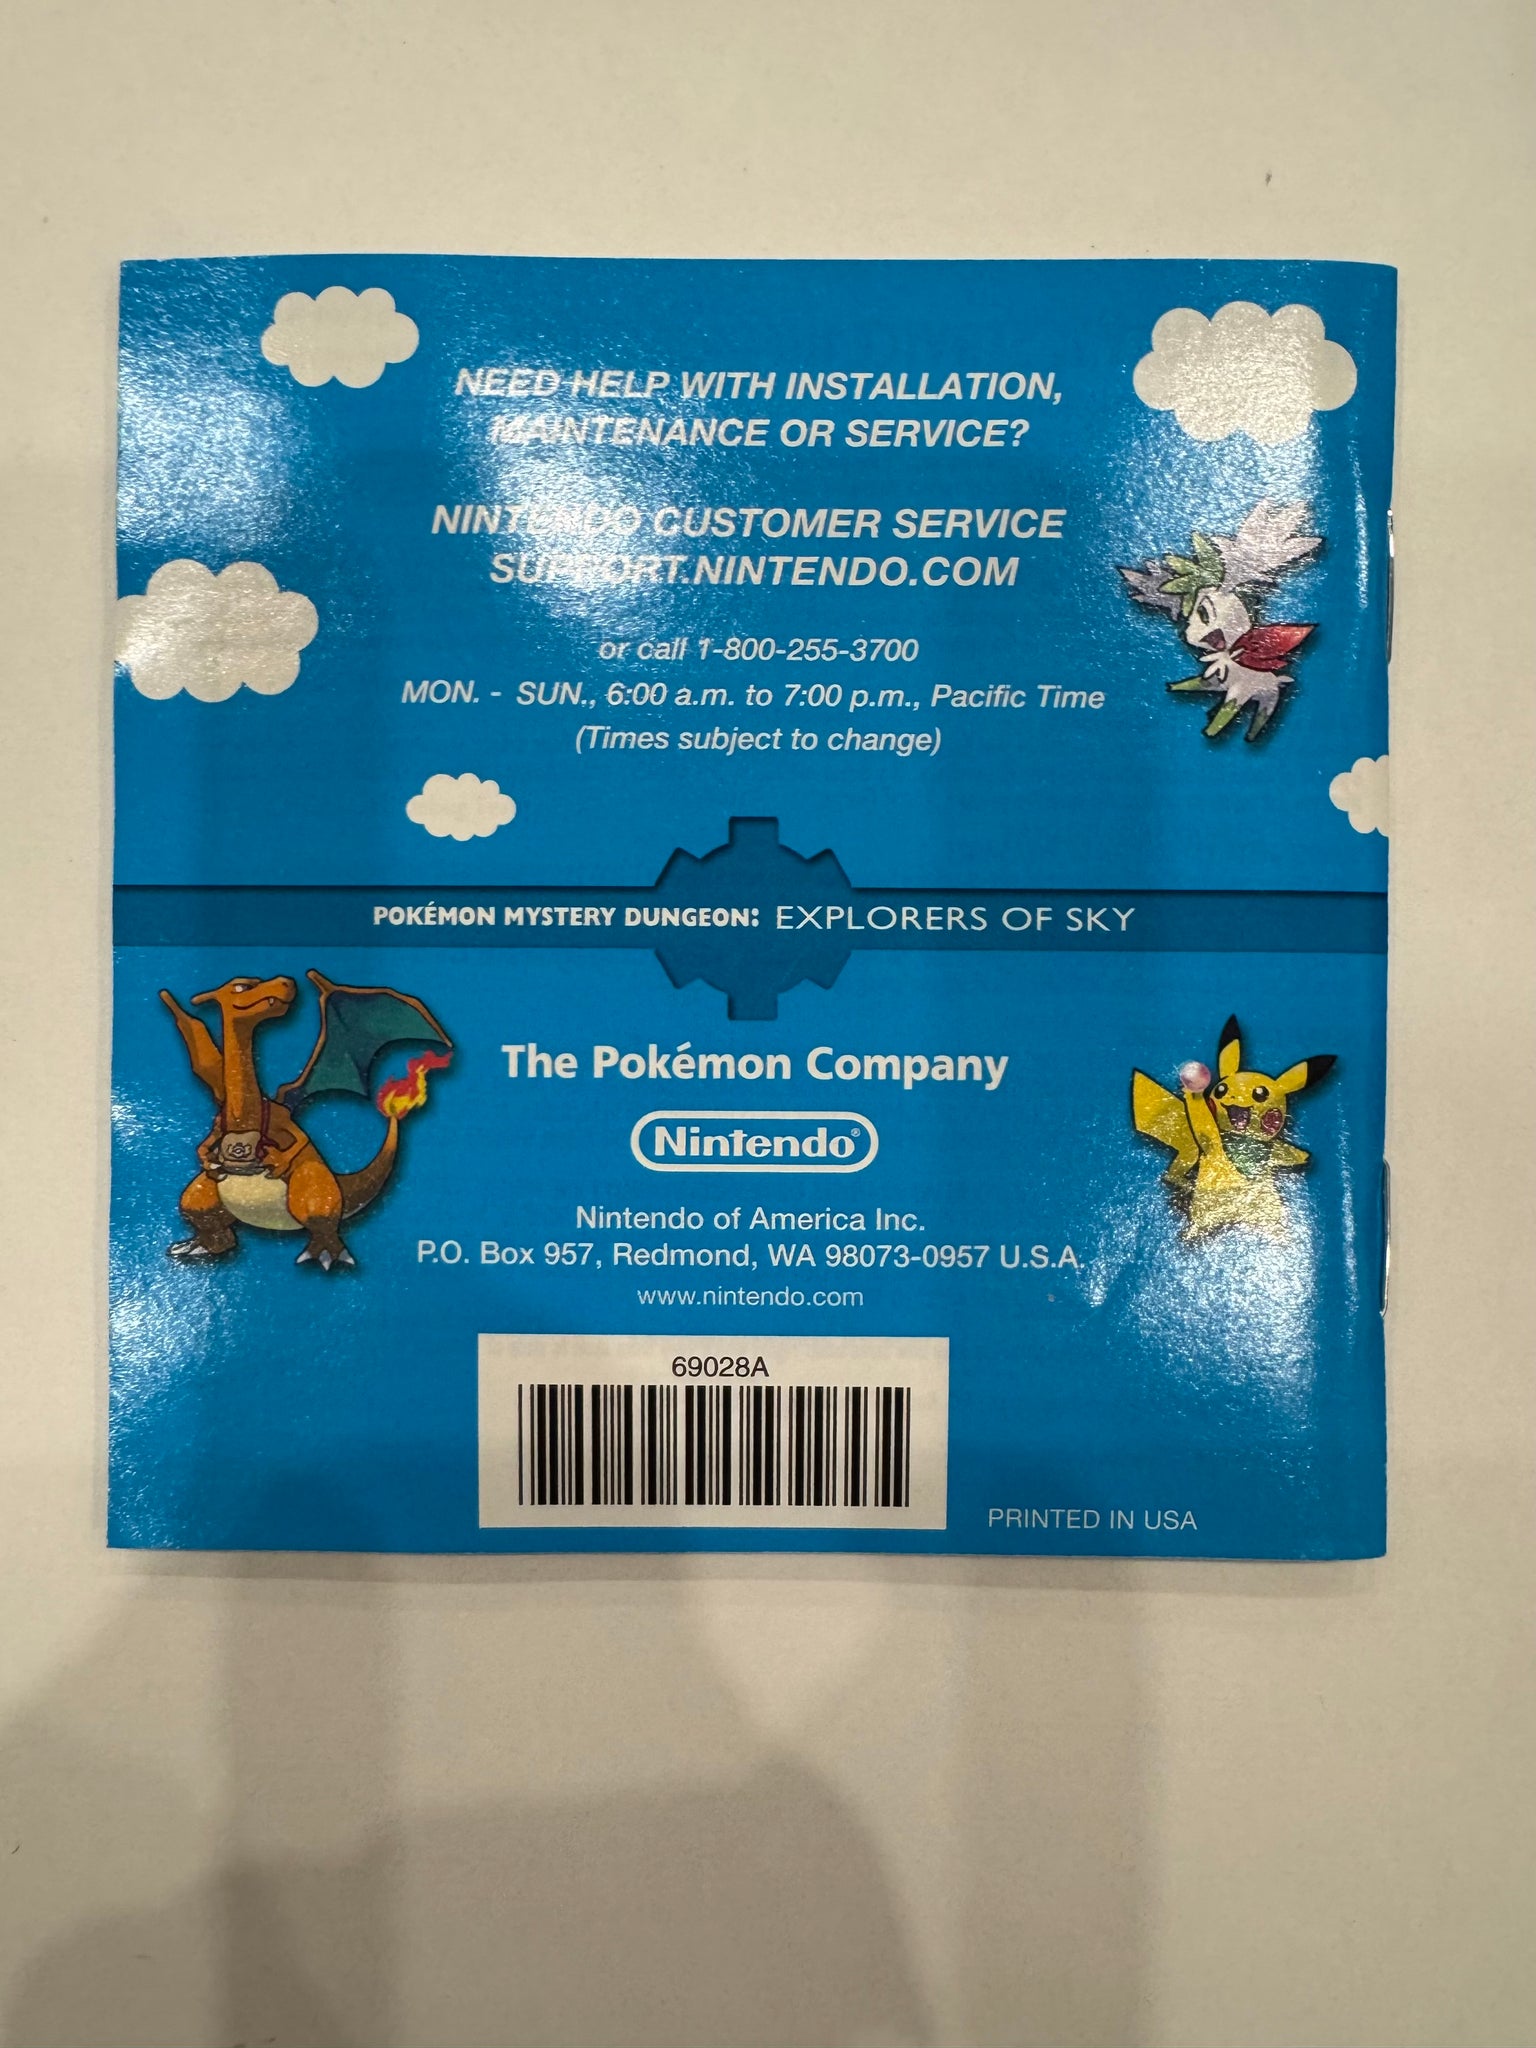 NEED HELP WITH INSTALLATION,
MAINTENANCE OR SERVICE?
NINTENDO CUSTOMER SERVICE
SUPPORT.NINTENDO.COM
or call 1-800-255-3700
MON. - SUN., 6:00 a.m. to 7:00 p.m., Pacific Time
(Times subject to change)
POKÉMON MYSTERY DUNGEON: EXPLORERS OF SKY
The Pokémon Company
Nintendo®
Nintendo of America Inc.
P.O. Box 957, Redmond, WA 98073-0957 U.S.A.
www.nintendo.com
69028A
PRINTED IN USA